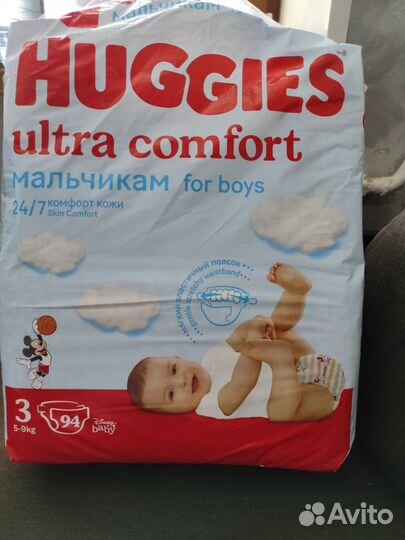 мальчикам
HUGGIES
ultra comfort
мальчикам for boys
24/7 комфорт кожи
Skin Comfort
мягкий эластичный поясок
gentle stretchy waistband
3
5-9kg
94
Disney
baby
Avito